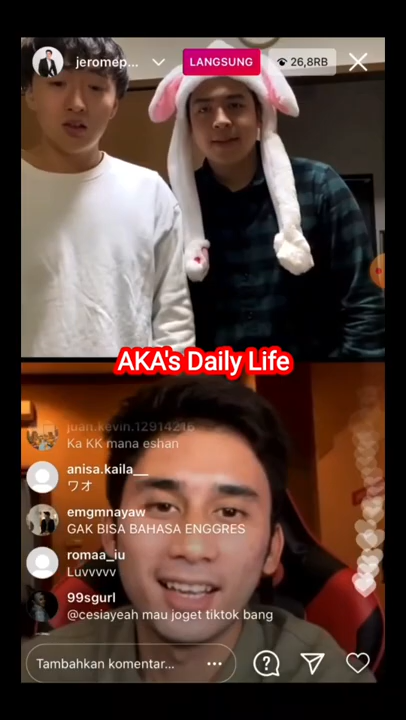 jeromep...
LANGSUNG
26,8RB
AKA's Daily Life
juan.kevin.12914216
Ka KK mana eshan
anisa.kaila__
ワオ
emgmnayaw
GAK BISA BAHASA ENGGRES
romaa_iu
Luvvvvv
99sgurl
@cesiayeah mau joget tiktok bang
Tambahkan komentar...